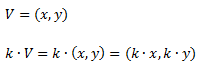 V = (x, y)
k · V = k · (x, y) = (k · x, k · y)